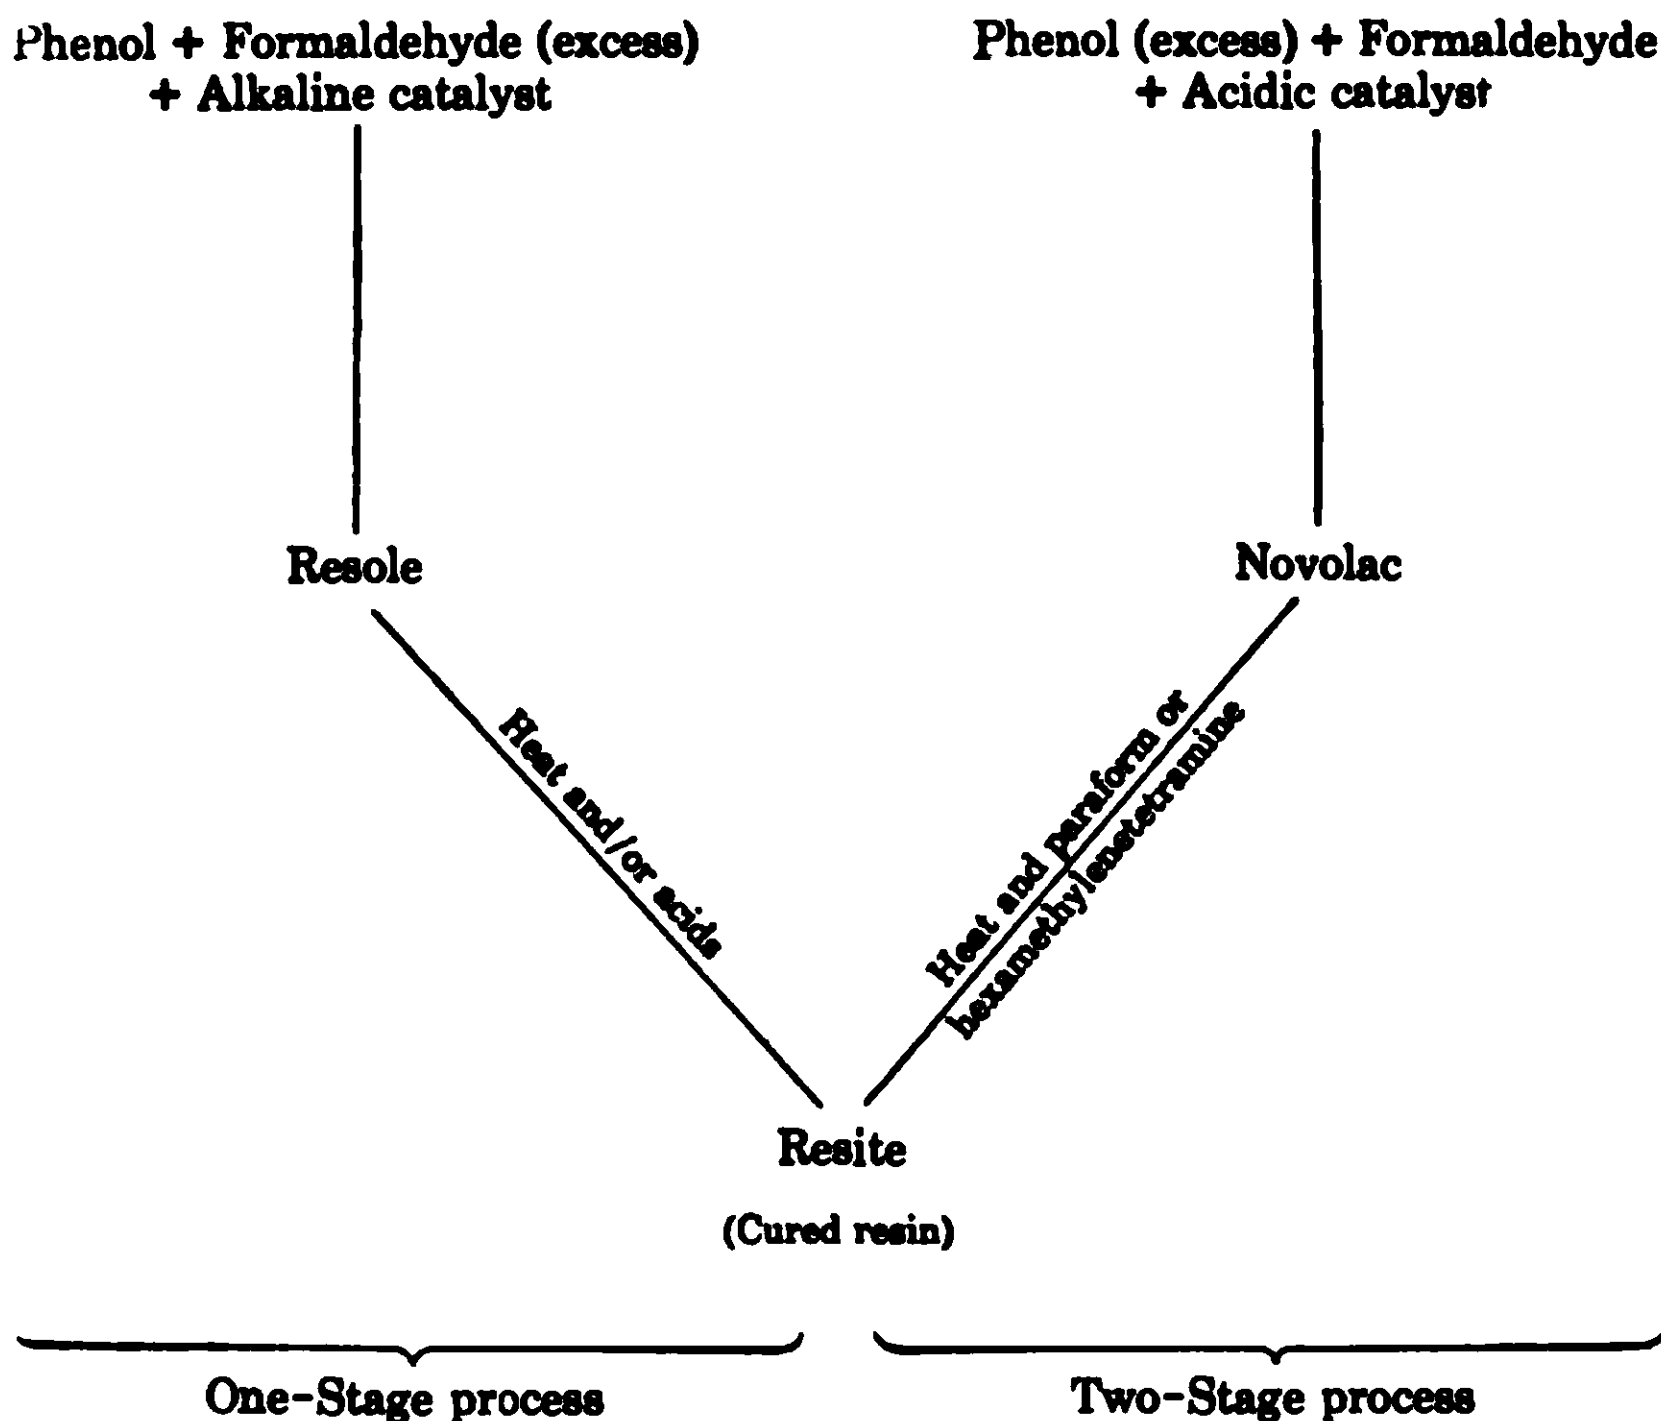 Phenol + Formaldehyde (excess)
+ Alkaline catalyst
Phenol (excess) + Formaldehyde
+ Acidic catalyst
Resole
Novolac
Heat and/or acids
Heat and paraform or
hexamethylenetetramine
Resite
(Cured resin)
One-Stage process
Two-Stage process